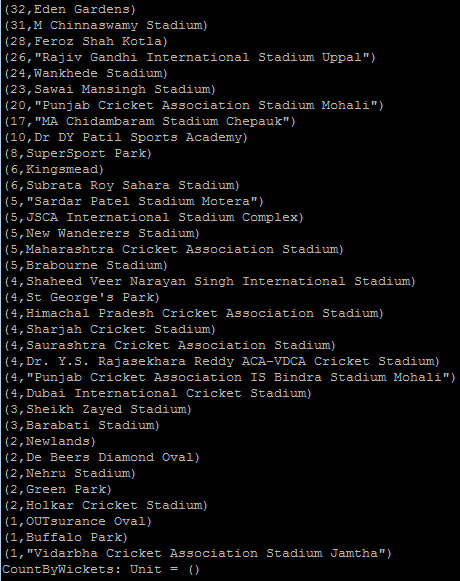 (32,Eden Gardens)
(31,M Chinnaswamy Stadium)
(28,Feroz Shah Kotla)
(26,"Rajiv Gandhi International Stadium Uppal")
(24,Wankhede Stadium)
(23,Sawai Mansingh Stadium)
(20,"Punjab Cricket Association Stadium Mohali")
(17,"MA Chidambaram Stadium Chepauk")
(10,Dr DY Patil Sports Academy)
(8,SuperSport Park)
(6,Kingsmead)
(6,Subrata Roy Sahara Stadium)
(5,"Sardar Patel Stadium Motera")
(5,JSCA International Stadium Complex)
(5,New Wanderers Stadium)
(5,Maharashtra Cricket Association Stadium)
(5,Brabourne Stadium)
(4,Shaheed Veer Narayan Singh International Stadium)
(4,St George's Park)
(4,Himachal Pradesh Cricket Association Stadium)
(4,Sharjah Cricket Stadium)
(4,Saurashtra Cricket Association Stadium)
(4,Dr. Y.S. Rajasekhara Reddy ACA-VDCA Cricket Stadium)
(4,"Punjab Cricket Association IS Bindra Stadium Mohali")
(4,Dubai International Cricket Stadium)
(3,Sheikh Zayed Stadium)
(3,Barabati Stadium)
(2,Newlands)
(2,De Beers Diamond Oval)
(2,Nehru Stadium)
(2,Green Park)
(2,Holkar Cricket Stadium)
(1,OUTsurance Oval)
(1,Buffalo Park)
(1,"Vidarbha Cricket Association Stadium Jamtha")
CountByWickets: Unit = ()